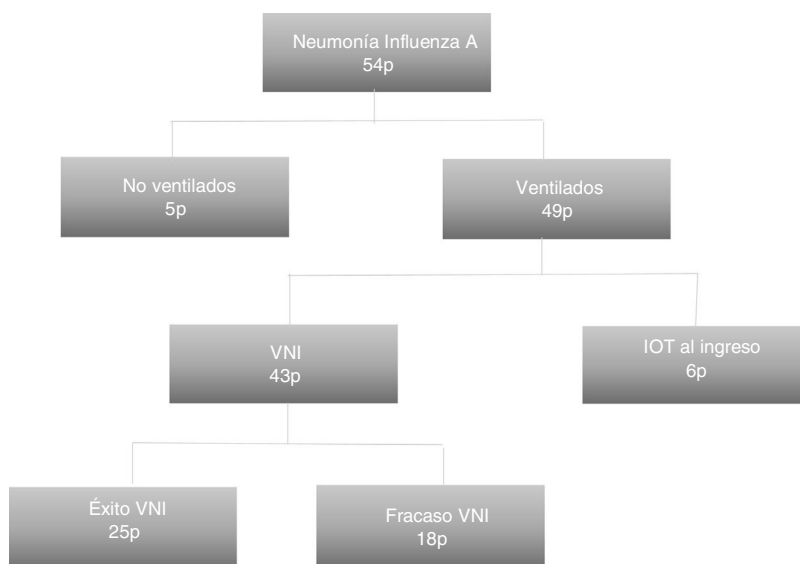 Neumonía Influenza A
54p
No ventilados
5p
Ventilados
49p
VNI
43p
IOT al ingreso
6p
Éxito VNI
25p
Fracaso VNI
18p